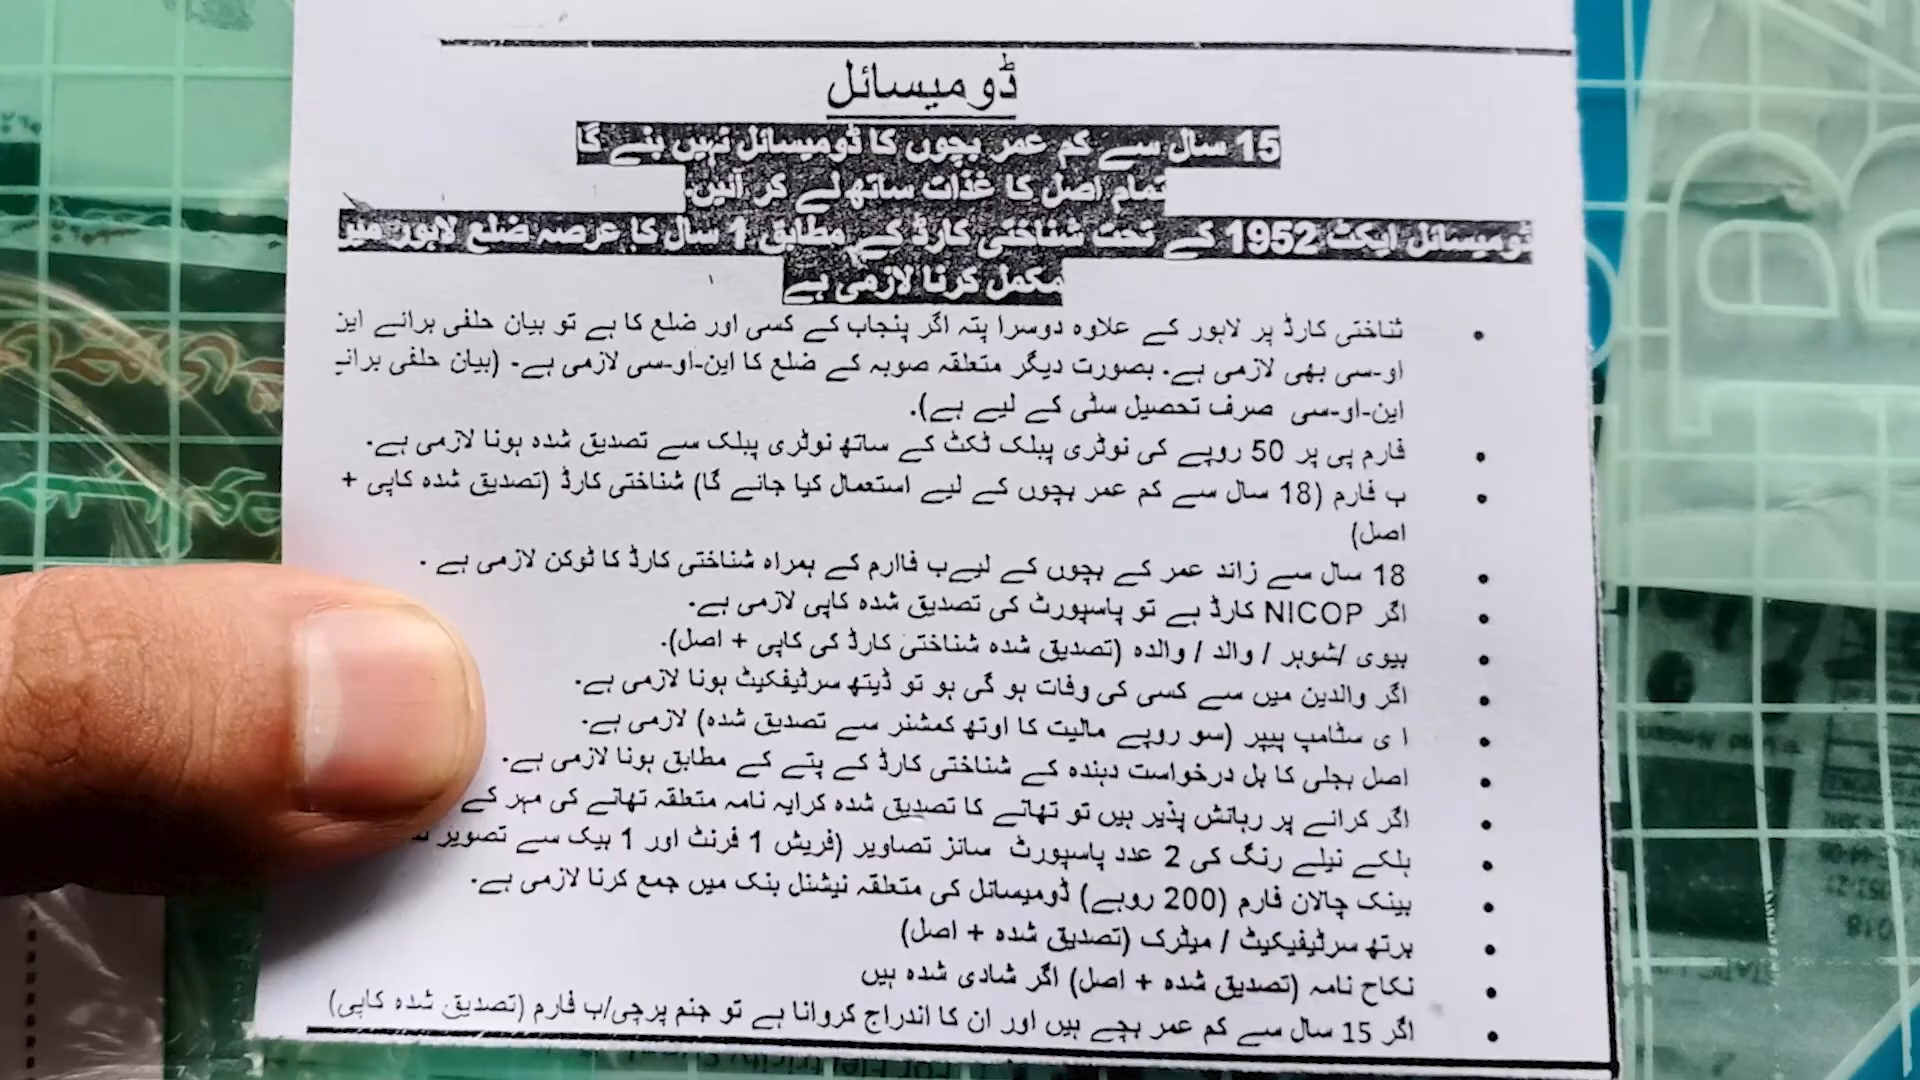 ڈومیسائل
15 سال سے کم عمر بچوں کا ڈومیسائل نہیں بنے گا
تمام اصل کا غذات ساتھ لے کر آئیں۔
ڈومیسائل ایکٹ 1952 کے تحت شناختی کارڈ کے مطابق 1 سال کا عرصہ ضلع لاہور میں
مکمل کرنا لازمی ہے
• شناختی کارڈ پر لاہور کے علاوہ دوسرا پتہ اگر پنجاب کے کسی اور ضلع کا ہے تو بیان حلفی برائے این
او-سی بھی لازمی ہے۔ بصورت دیگر متعلقہ صوبہ کے ضلع کا این-او-سی لازمی ہے۔ (بیان حلفی برائے
این-او-سی صرف تحصیل سٹی کے لیے ہے)۔
• فارم پی پر 50 روپے کی نوٹری پبلک ٹکٹ کے ساتھ نوٹری پبلک سے تصدیق شدہ ہونا لازمی ہے۔
• ب فارم (18 سال سے کم عمر بچوں کے لیے استعمال کیا جائے گا) شناختی کارڈ (تصدیق شدہ کاپی +
اصل)
• 18 سال سے زائد عمر کے بچوں کے لیےب فاارم کے ہمراہ شناختی کارڈ کا ٹوکن لازمی ہے ۔
• اگر NICOP کارڈ ہے تو پاسپورٹ کی تصدیق شدہ کاپی لازمی ہے۔
• بیوی /شوہر / والد / والدہ (تصدیق شدہ شناختی کارڈ کی کاپی + اصل)۔
• اگر والدین میں سے کسی کی وفات ہو گی ہو تو ڈیتھ سرٹیفکیٹ ہونا لازمی ہے۔
• ا ی سٹامپ پیپر (سو روپے مالیت کا اوتھ کمشنر سے تصدیق شدہ) لازمی ہے۔
• اصل بجلی کا بل درخواست دہندہ کے شناختی کارڈ کے پتے کے مطابق ہونا لازمی ہے۔
• اگر کرائے پر رہائش پذیر ہیں تو تھانے کا تصدیق شدہ کرایہ نامہ متعلقہ تھانے کی مہر کے
• ہلکے نیلے رنگ کی 2 عدد پاسپورٹ سائز تصاویر (فریش 1 فرنٹ اور 1 بیک سے تصویر
• بینک چالان فارم (200 روپے) ڈومیسائل کی متعلقہ نیشنل بنک میں جمع کرنا لازمی ہے۔
• برتھ سرٹیفیکیٹ / میٹرک (تصدیق شدہ + اصل)
• نکاح نامہ (تصدیق شدہ + اصل) اگر شادی شدہ ہیں
• اگر 15 سال سے کم عمر بچے ہیں اور ان کا اندراج کروانا ہے تو جنم پرچی/ب فارم (تصدیق شدہ کاپی)